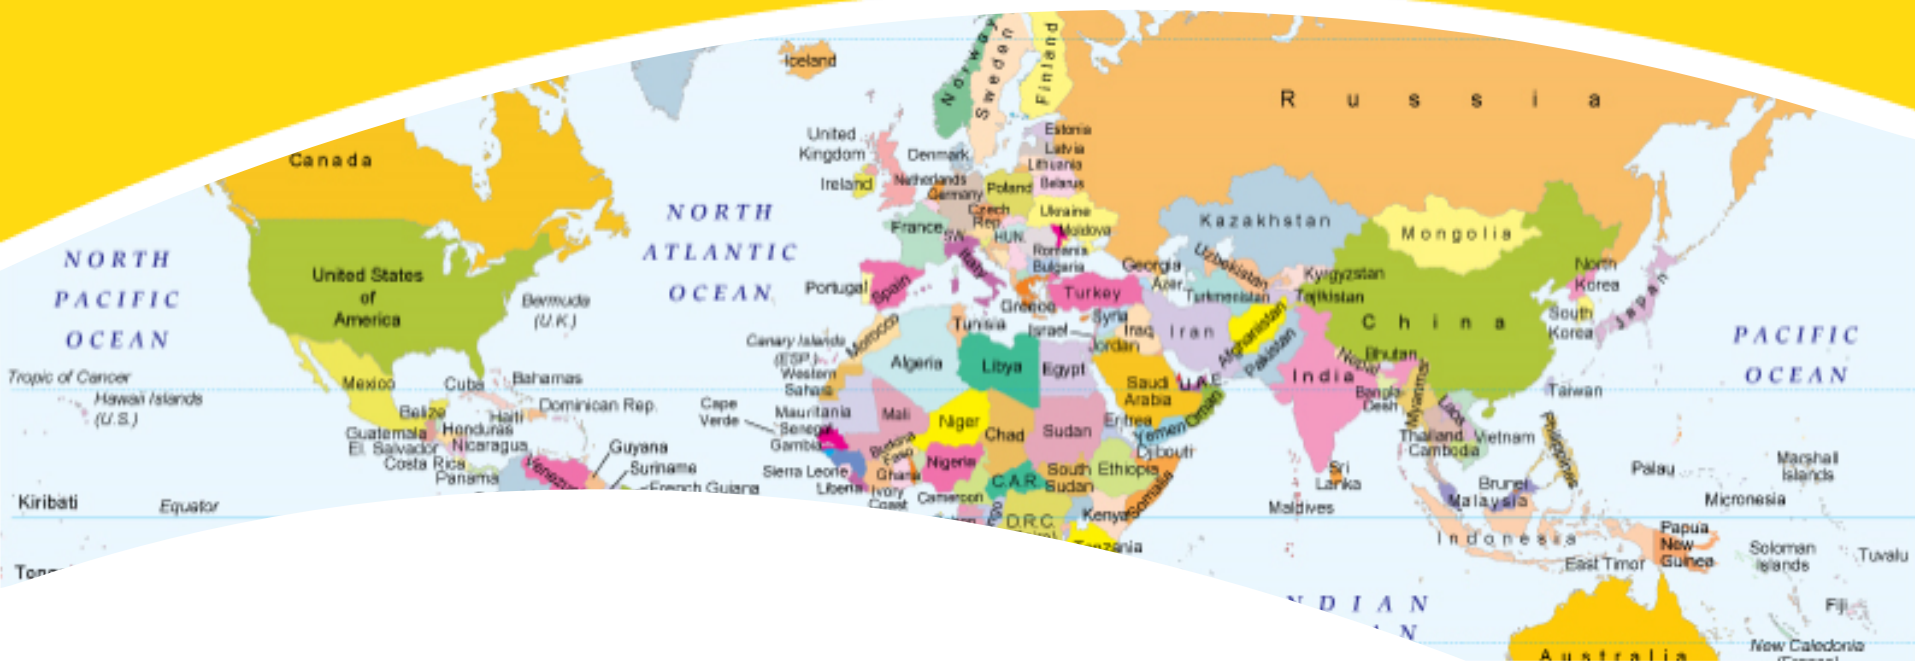 Iceland
Norway
Sweden
Finland
Russia
Canada
United
Kingdom
Ireland
Denmark
Estonia
Latvia
Lithuania
Belarus
Netherlands
Germany
Poland
Czech
Rep.
Ukraine
Moldova
France
SW.
HUN.
Romania
Bulgaria
Italy
Portugal
Spain
Greece
Turkey
Georgia
Azer.
Kazakhstan
Uzbekistan
Turkmenistan
Kyrgyzstan
Tajikistan
Mongolia
China
North
Korea
South
Korea
Japan
NORTH
PACIFIC
OCEAN
NORTH
ATLANTIC
OCEAN
PACIFIC
OCEAN
United States
of
America
Bermuda
(U.K.)
Canary Islands
(ESP.)
Morocco
Tunisia
Algeria
Libya
Egypt
Israel
Syria
Iraq
Jordan
Iran
Afghanistan
Pakistan
Saudi
Arabia
U.A.E.
Oman
Yemen
India
Nepal
Bhutan
Bangla-
Desh
Myanmar
Laos
Thailand
Vietnam
Cambodia
Taiwan
Philippines
Tropic of Cancer
Hawaii Islands
(U.S.)
Mexico
Cuba
Bahamas
Haiti
Dominican Rep.
Belize
Guatemala
Honduras
El. Salvador
Nicaragua
Costa Rica
Panama
Guyana
Suriname
French Guiana
Cape
Verde
Western
Sahara
Mauritania
Senegal
Gambia
Mali
Burkina
Faso
Niger
Chad
Sudan
Eritrea
Djibouti
Sierra Leone
Liberia
Ivory
Coast
Ghana
Nigeria
Cameroon
C.A.R.
South
Sudan
Ethiopia
Somalia
D.R.C.
Kenya
Tanzania
Sri
Lanka
Maldives
Brunei
Malaysia
Indonesia
East Timor
Papua
New
Guinea
Palau
Marshall
Islands
Micronesia
Soloman
Islands
Tuvalu
Fiji
New Caledonia
Australia
Kiribati
Equator